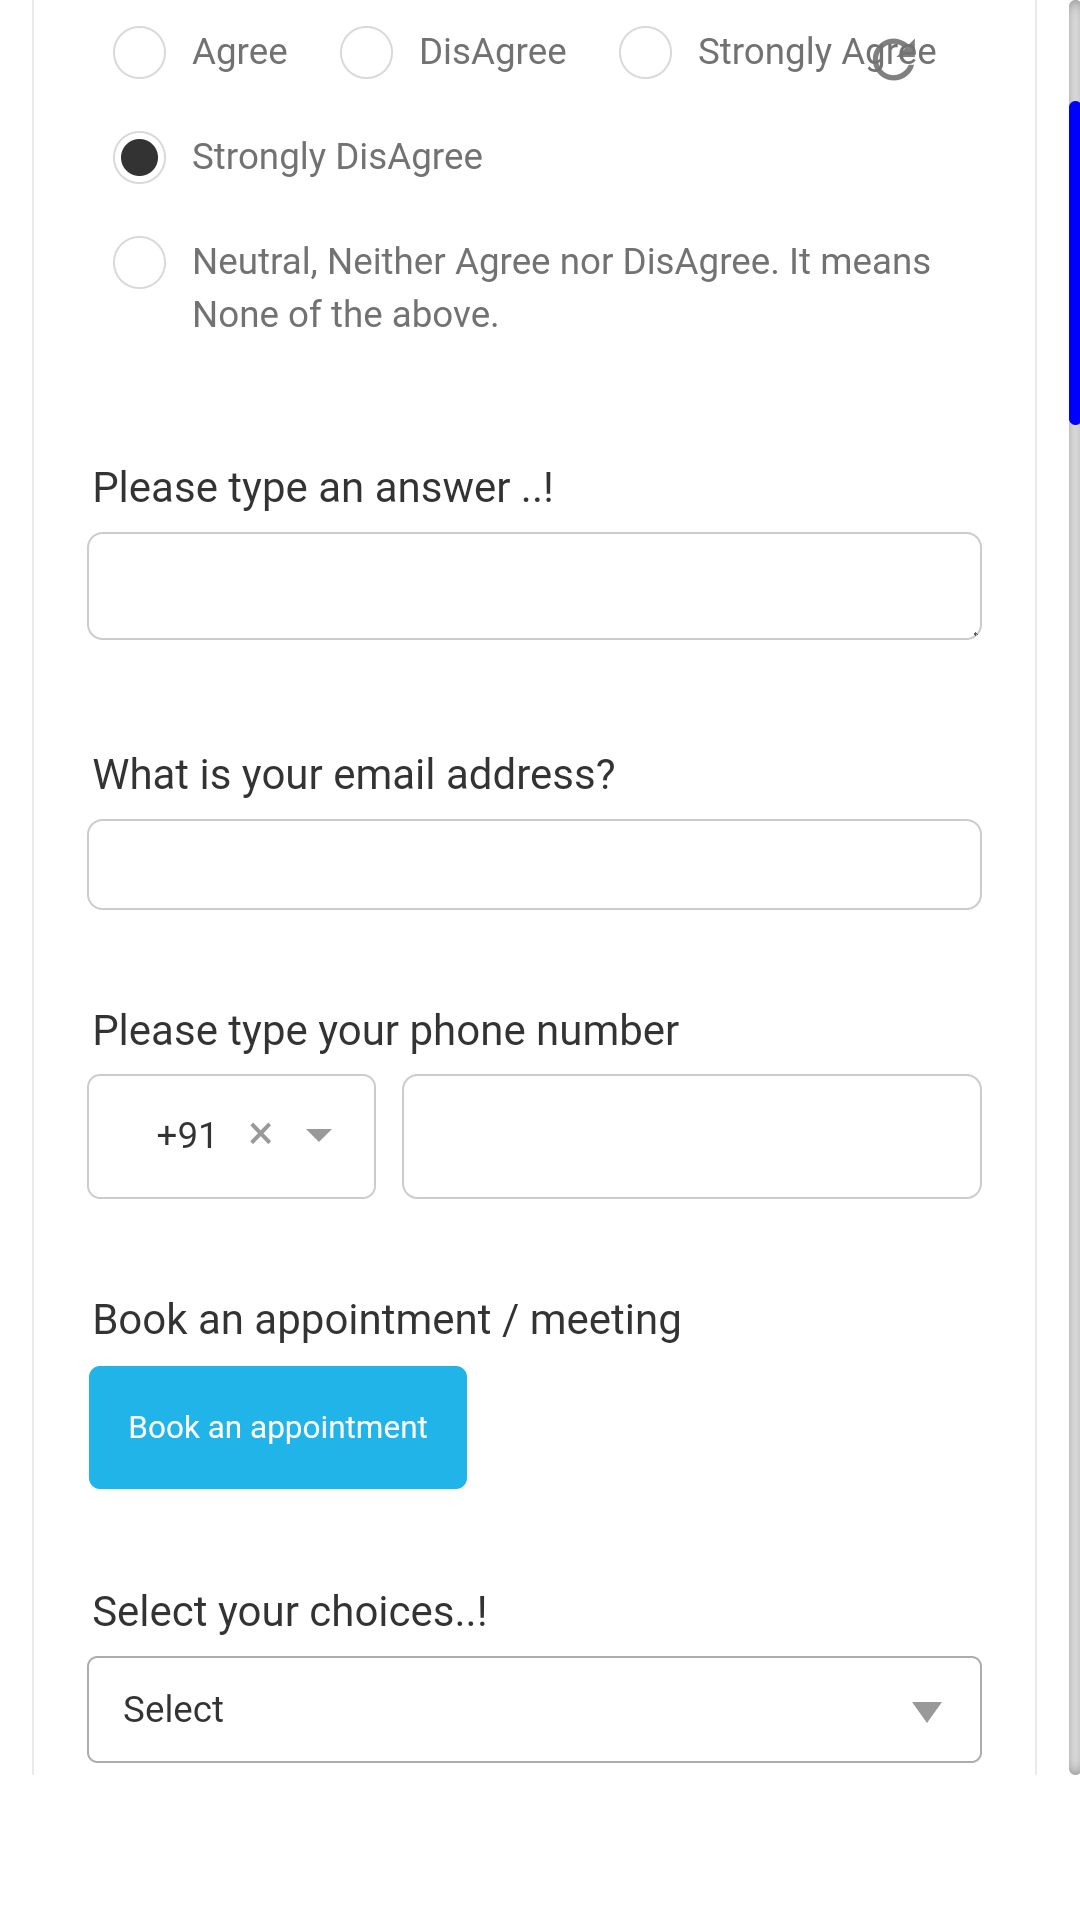 Agree DisAgree Strongly Agree
Strongly DisAgree
Neutral, Neither Agree nor DisAgree. It means
None of the above.
Please type an answer ..!
What is your email address?
Please type your phone number
+91 ×
Book an appointment / meeting
Book an appointment
Select your choices..!
Select